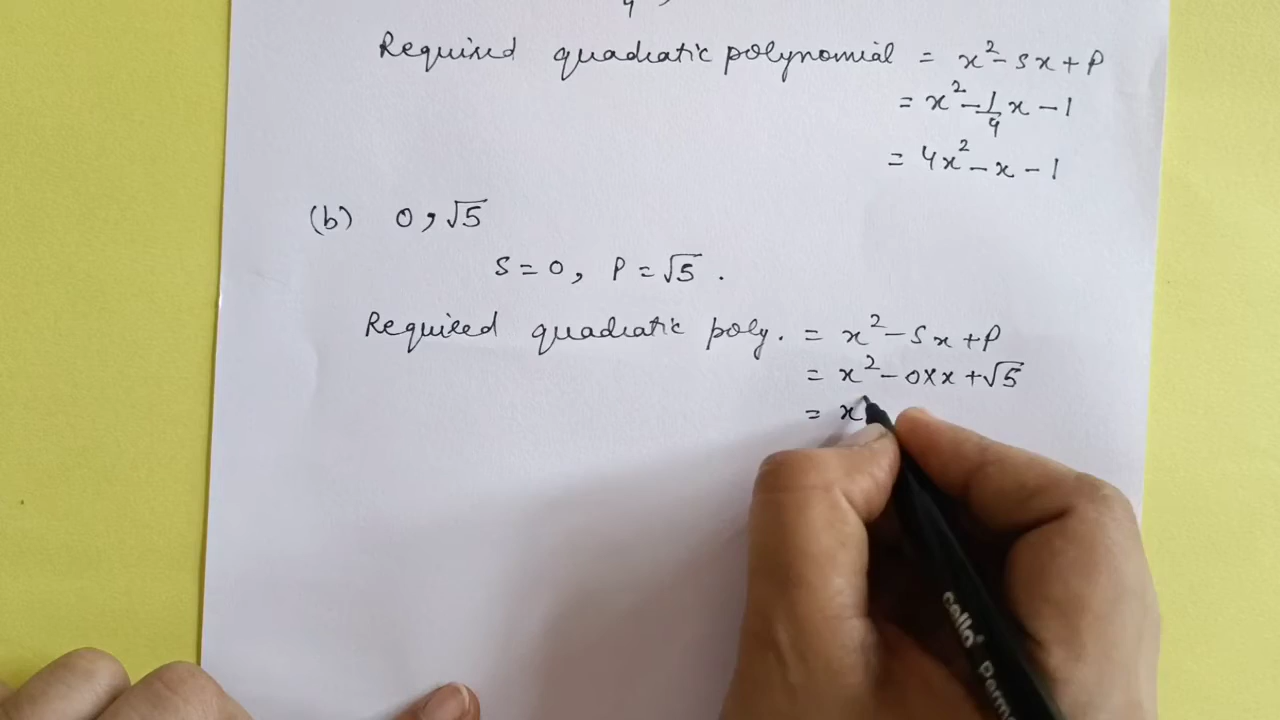 Required quadratic polynomial = x² - Sx + P
= x² - 1/4 x - 1
= 4x² - x - 1
(b) 0, √5
S = 0, P = √5 .
Required quadratic poly. = x² - Sx + P
= x² - 0×x + √5
= x
cello